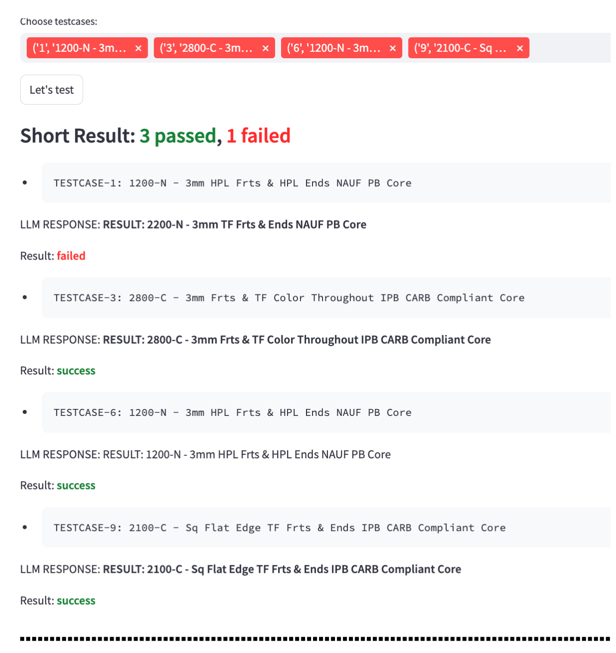 Choose testcases:
('1', '1200-N - 3m... × ('3', '2800-C - 3m... × ('6', '1200-N - 3m... × ('9', '2100-C - Sq ... ×
Let's test
Short Result: 3 passed, 1 failed
• TESTCASE-1: 1200-N - 3mm HPL Frts & HPL Ends NAUF PB Core
LLM RESPONSE: RESULT: 2200-N - 3mm TF Frts & Ends NAUF PB Core
Result: failed
• TESTCASE-3: 2800-C - 3mm Frts & TF Color Throughout IPB CARB Compliant Core
LLM RESPONSE: RESULT: 2800-C - 3mm Frts & TF Color Throughout IPB CARB Compliant Core
Result: success
• TESTCASE-6: 1200-N - 3mm HPL Frts & HPL Ends NAUF PB Core
LLM RESPONSE: RESULT: 1200-N - 3mm HPL Frts & HPL Ends NAUF PB Core
Result: success
• TESTCASE-9: 2100-C - Sq Flat Edge TF Frts & Ends IPB CARB Compliant Core
LLM RESPONSE: RESULT: 2100-C - Sq Flat Edge TF Frts & Ends IPB CARB Compliant Core
Result: success